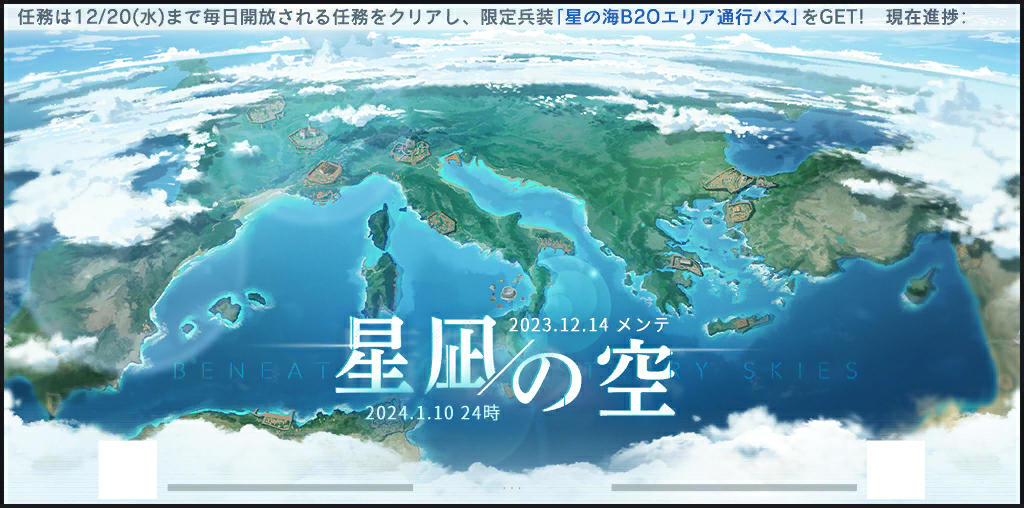 任務は12/20(水)まで毎日開放される任務をクリアし、限定兵装「星の海B2Oエリア通行パス」をGET! 現在進捗:
2023.12.14 メンテ
星凪の空
BENEAT RY SKIES
2024.1.10 24時